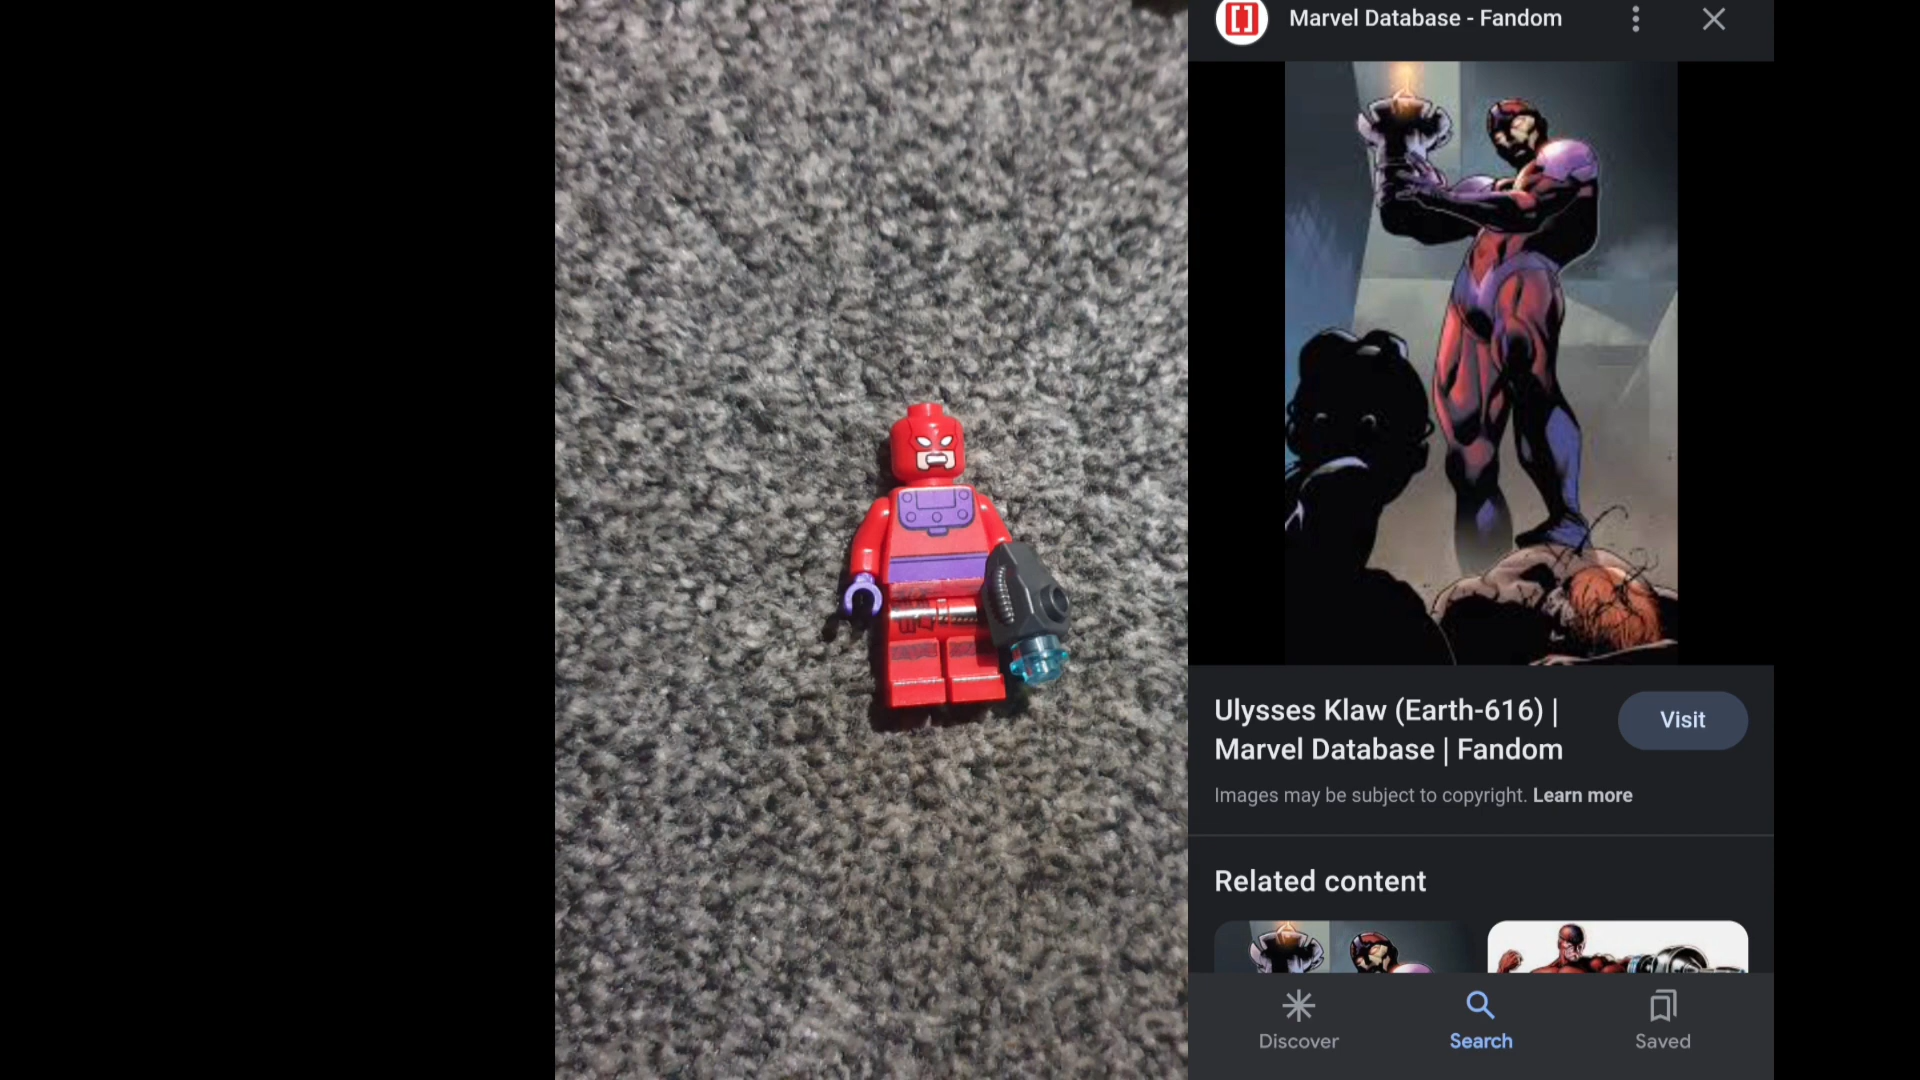 Marvel Database - Fandom
Ulysses Klaw (Earth-616) |
Marvel Database | Fandom
Visit
Images may be subject to copyright. Learn more
Related content
Discover
Search
Saved